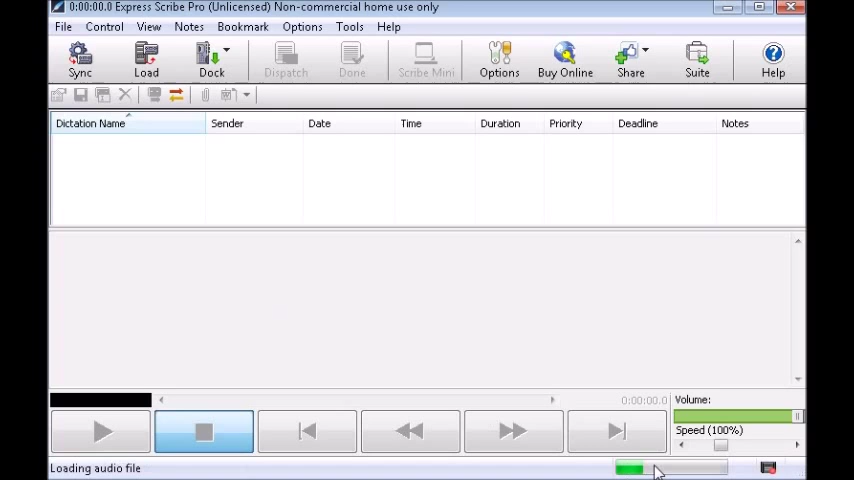 0:00:00.0 Express Scribe Pro (Unlicensed) Non-commercial home use only
File Control View Notes Bookmark Options Tools Help
Sync Load Dock Dispatch Done Scribe Mini Options Buy Online Share Suite Help
Dictation Name Sender Date Time Duration Priority Deadline Notes
0:00:00.0 Volume:
Speed (100%)
Loading audio file